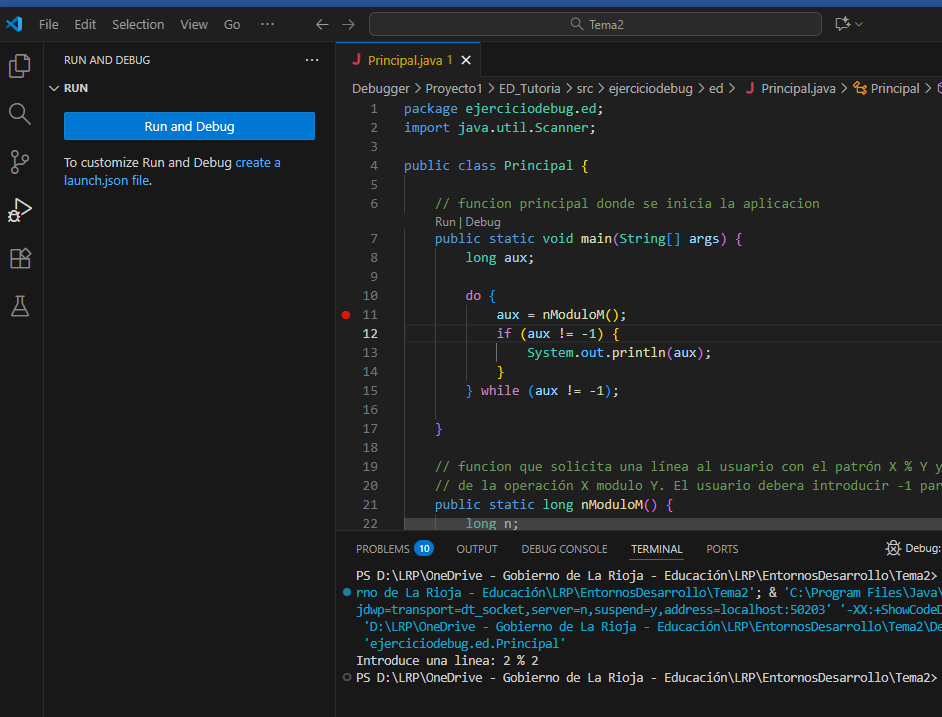 File Edit Selection View Go ··· Tema2
RUN AND DEBUG ···
RUN
Run and Debug
To customize Run and Debug create a
launch.json file.
J Principal.java 1
Debugger > Proyecto1 > ED_Tutoria > src > ejerciciodebug > ed > J Principal.java > Principal >
1 package ejerciciodebug.ed;
2 import java.util.Scanner;
3
4 public class Principal {
5
6 // funcion principal donde se inicia la aplicacion
Run | Debug
7 public static void main(String[] args) {
8 long aux;
9
10 do {
11 aux = nModuloM();
12 if (aux != -1) {
13 System.out.println(aux);
14 }
15 } while (aux != -1);
16
17 }
18
19 // funcion que solicita una línea al usuario con el patrón X % Y y
20 // de la operación X modulo Y. El usuario debera introducir -1 par
21 public static long nModuloM() {
22 long n;
PROBLEMS 10 OUTPUT DEBUG CONSOLE TERMINAL PORTS Debug:
PS D:\LRP\OneDrive - Gobierno de La Rioja - Educación\LRP\EntornosDesarrollo\Tema2>
rno de La Rioja - Educación\LRP\EntornosDesarrollo\Tema2'; & 'C:\Program Files\Java\
jdwp=transport=dt_socket,server=n,suspend=y,address=localhost:50203' '-XX:+ShowCodeD
'D:\LRP\OneDrive - Gobierno de La Rioja - Educación\LRP\EntornosDesarrollo\Tema2\De
'ejerciciodebug.ed.Principal'
Introduce una linea: 2 % 2
PS D:\LRP\OneDrive - Gobierno de La Rioja - Educación\LRP\EntornosDesarrollo\Tema2>